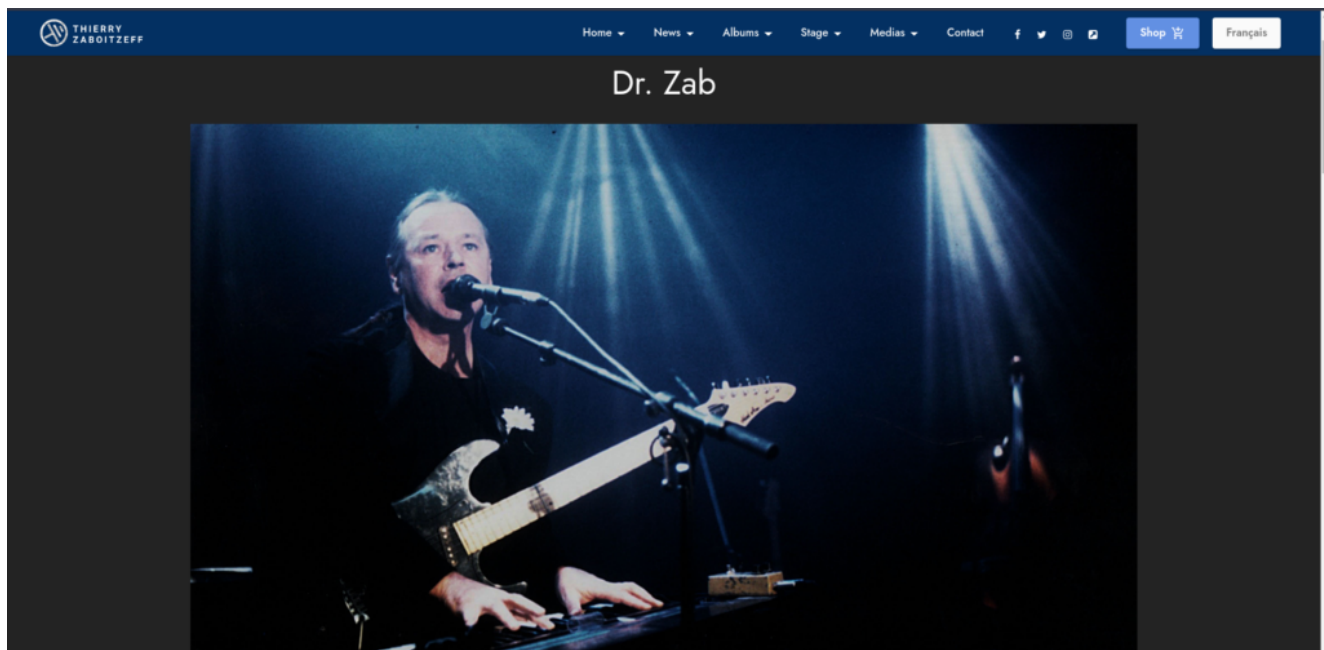 THIERRY
ZABOITZEFF
Home
News
Albums
Stage
Medias
Contact
Shop
Français
Dr. Zab